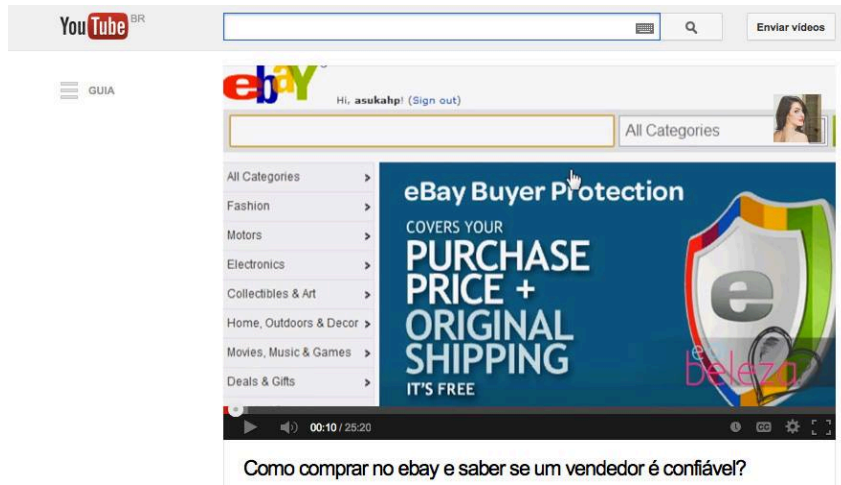 YouTube BR
Enviar vídeos
GUIA
ebay
Hi, asukahp! (Sign out)
All Categories
All Categories
Fashion
Motors
Electronics
Collectibles & Art
Home, Outdoors & Decor
Movies, Music & Games
Deals & Gifts
eBay Buyer Protection
COVERS YOUR
PURCHASE
PRICE +
ORIGINAL
SHIPPING
IT'S FREE
e
e beleza
00:10 / 25:20
CC
Como comprar no ebay e saber se um vendedor é confiável?